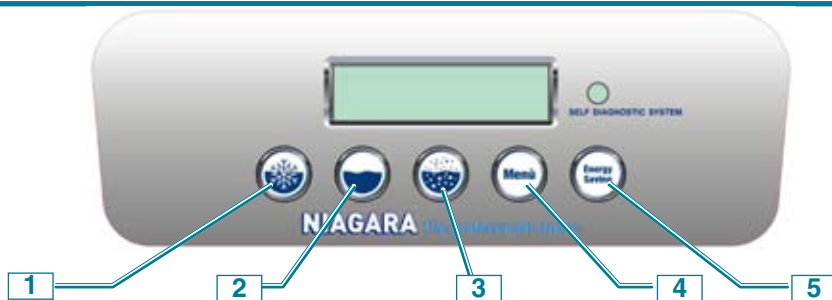 SELF DIAGNOSTIC SYSTEM
Menù
Energy
Saving
NIAGARA
1 2 3 4 5